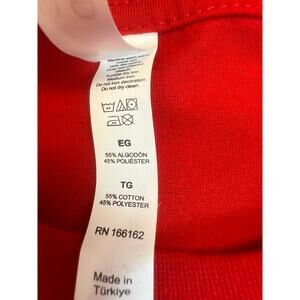 Machine wash warm
Tumble dry low
Medium iron.
Do not iron decoration.
Do not dry clean.
EG
55% ALGODÓN
45% POLIÉSTER
TG
55% COTTON
45% POLYESTER
RN 166162
Made in
Türkiye